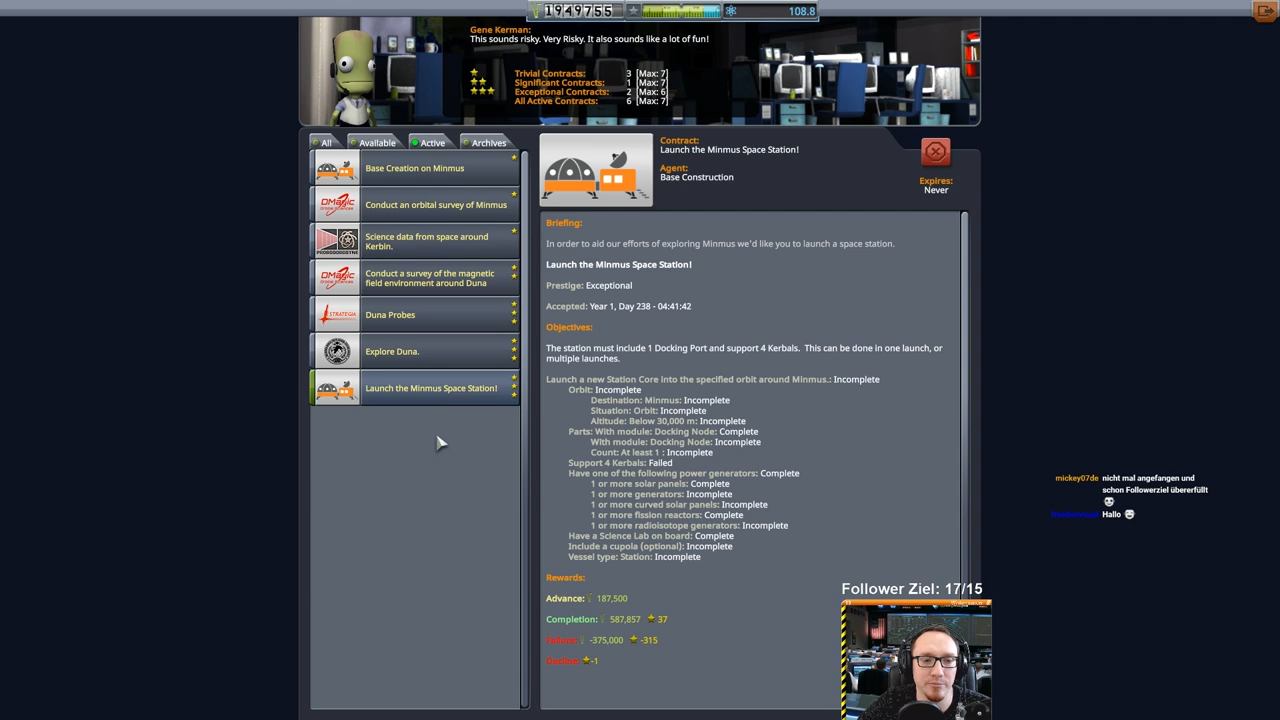 1949755
108.8
Gene Kerman:
This sounds risky. Very Risky. It also sounds like a lot of fun!
Trivial Contracts: 3 [Max: 7]
Significant Contracts: 1 [Max: 7]
Exceptional Contracts: 2 [Max: 6]
All Active Contracts: 6 [Max: 7]
All
Available
Active
Archives
Base Creation on Minmus
Conduct an orbital survey of Minmus
Science data from space around
Kerbin.
Conduct a survey of the magnetic
field environment around Duna
STRATEGIA
Duna Probes
Explore Duna.
Launch the Minmus Space Station!
Contract:
Launch the Minmus Space Station!
Agent:
Base Construction
Expires:
Never
Briefing:
In order to aid our efforts of exploring Minmus we'd like you to launch a space station.
Launch the Minmus Space Station!
Prestige: Exceptional
Accepted: Year 1, Day 238 - 04:41:42
Objectives:
The station must include 1 Docking Port and support 4 Kerbals. This can be done in one launch, or
multiple launches.
Launch a new Station Core into the specified orbit around Minmus.: Incomplete
Orbit: Incomplete
Destination: Minmus: Incomplete
Situation: Orbit: Incomplete
Altitude: Below 30,000 m: Incomplete
Parts: With module: Docking Node: Complete
With module: Docking Node: Incomplete
Count: At least 1 : Incomplete
Support 4 Kerbals: Failed
Have one of the following power generators: Complete
1 or more solar panels: Complete
1 or more generators: Incomplete
1 or more curved solar panels: Incomplete
1 or more fission reactors: Complete
1 or more radioisotope generators: Incomplete
Have a Science Lab on board: Complete
Include a cupola (optional): Incomplete
Vessel type: Station: Incomplete
Rewards:
Advance: 187,500
Completion: 587,857 37
Failure: -375,000 -315
Decline: -1
mickey07de nicht mal angefangen und
schon Followerziel übererfüllt
Hallo
Follower Ziel: 17/15